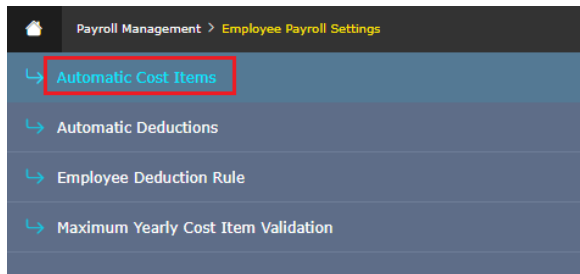 Payroll Management > Employee Payroll Settings
Automatic Cost Items
Automatic Deductions
Employee Deduction Rule
Maximum Yearly Cost Item Validation